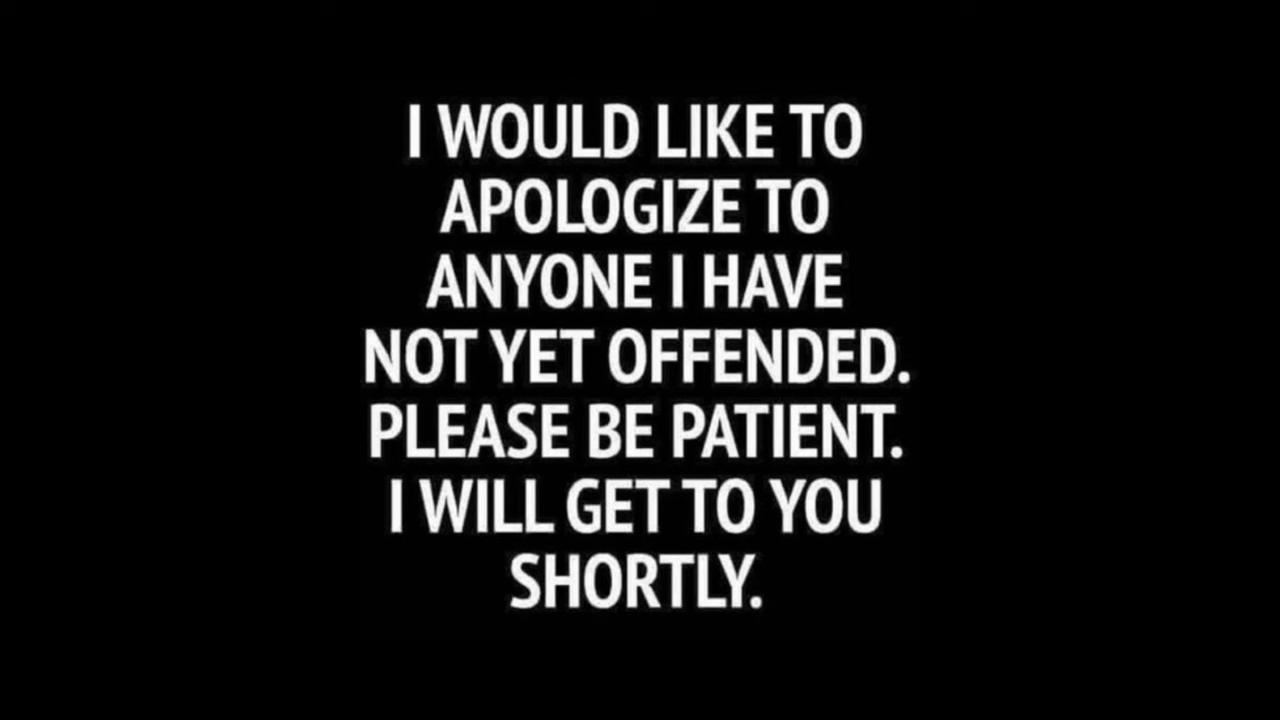 I WOULD LIKE TO
APOLOGIZE TO
ANYONE I HAVE
NOT YET OFFENDED.
PLEASE BE PATIENT.
I WILL GET TO YOU
SHORTLY.